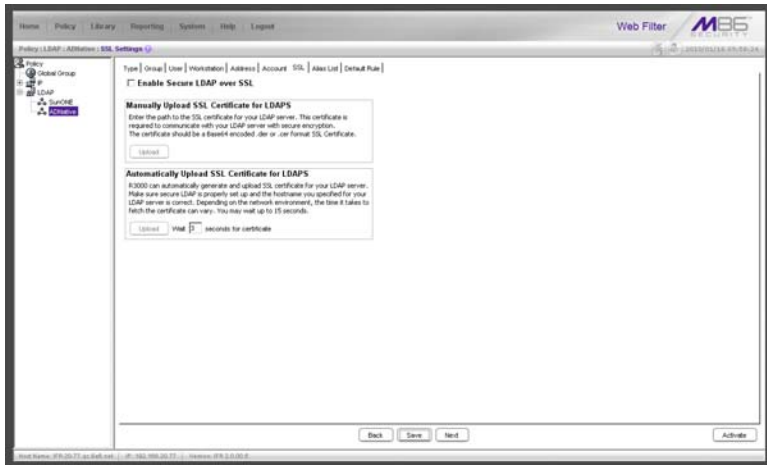 Home Policy Library Reporting System Help Logout Web Filter M86 SECURITY
Policy : LDAP : ADNative : SSL Settings
Policy
Global Group
IP
LDAP
SunONE
ADNative
Type | Group | User | Workstation | Address | Account | SSL | Alias List | Default Rule |
Enable Secure LDAP over SSL
Manually Upload SSL Certificate for LDAPS
Enter the path to the SSL certificate for your LDAP server. This certificate is
required to communicate with your LDAP server with secure encryption.
The certificate should be a Base64 encoded .der or .cer format SSL Certificate.
Upload
Automatically Upload SSL Certificate for LDAPS
R3000 can automatically generate and upload SSL certificate for your LDAP server.
Make sure secure LDAP is properly set up and the hostname you specified for your
LDAP server is correct. Depending on the network environment, the time it takes to
fetch the certificate can vary. You may wait up to 15 seconds.
Upload Wait 3 seconds for certificate
Back Save Next Activate
Host Name: IP: